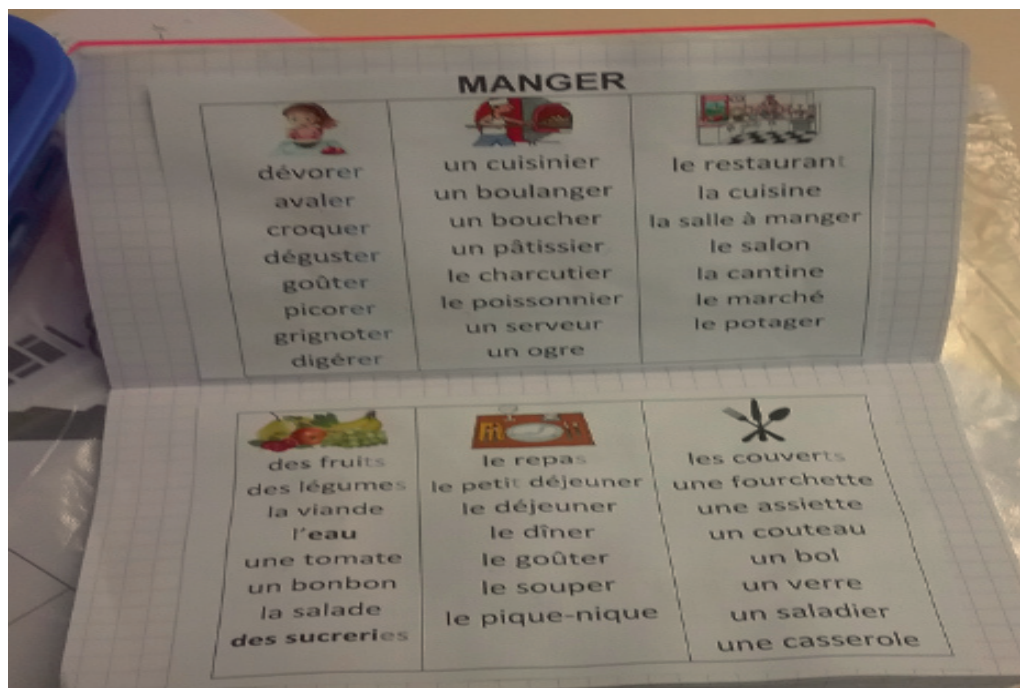 MANGER
dévorer
avaler
croquer
déguster
goûter
picorer
grignoter
digérer
un cuisinier
un boulanger
un boucher
un pâtissier
le charcutier
le poissonnier
un serveur
un ogre
le restaurant
la cuisine
la salle à manger
le salon
la cantine
le marché
le potager
des fruits
des légumes
la viande
l'eau
une tomate
un bonbon
la salade
des sucreries
le repas
le petit déjeuner
le déjeuner
le dîner
le goûter
le souper
le pique-nique
les couverts
une fourchette
une assiette
un couteau
un bol
un verre
un saladier
une casserole